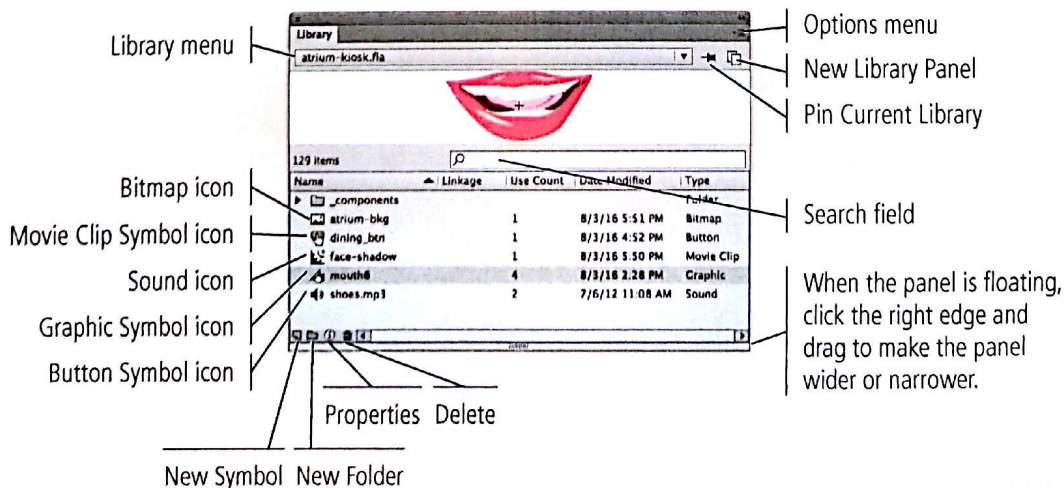 Library menu
Bitmap icon
Movie Clip Symbol icon
Sound icon
Graphic Symbol icon
Button Symbol icon
Library
atrium-kiosk.fla
129 items
Name Linkage Use Count Date Modified Type
_components Folder
atrium-bkg 1 8/3/16 5:51 PM Bitmap
dining_btn 1 8/3/16 4:52 PM Button
face-shadow 1 8/3/16 5:50 PM Movie Clip
mouth6 4 8/3/16 2:28 PM Graphic
shoes.mp3 2 7/6/12 11:08 AM Sound
Properties Delete
New Symbol New Folder
Options menu
New Library Panel
Pin Current Library
Search field
When the panel is floating,
click the right edge and
drag to make the panel
wider or narrower.